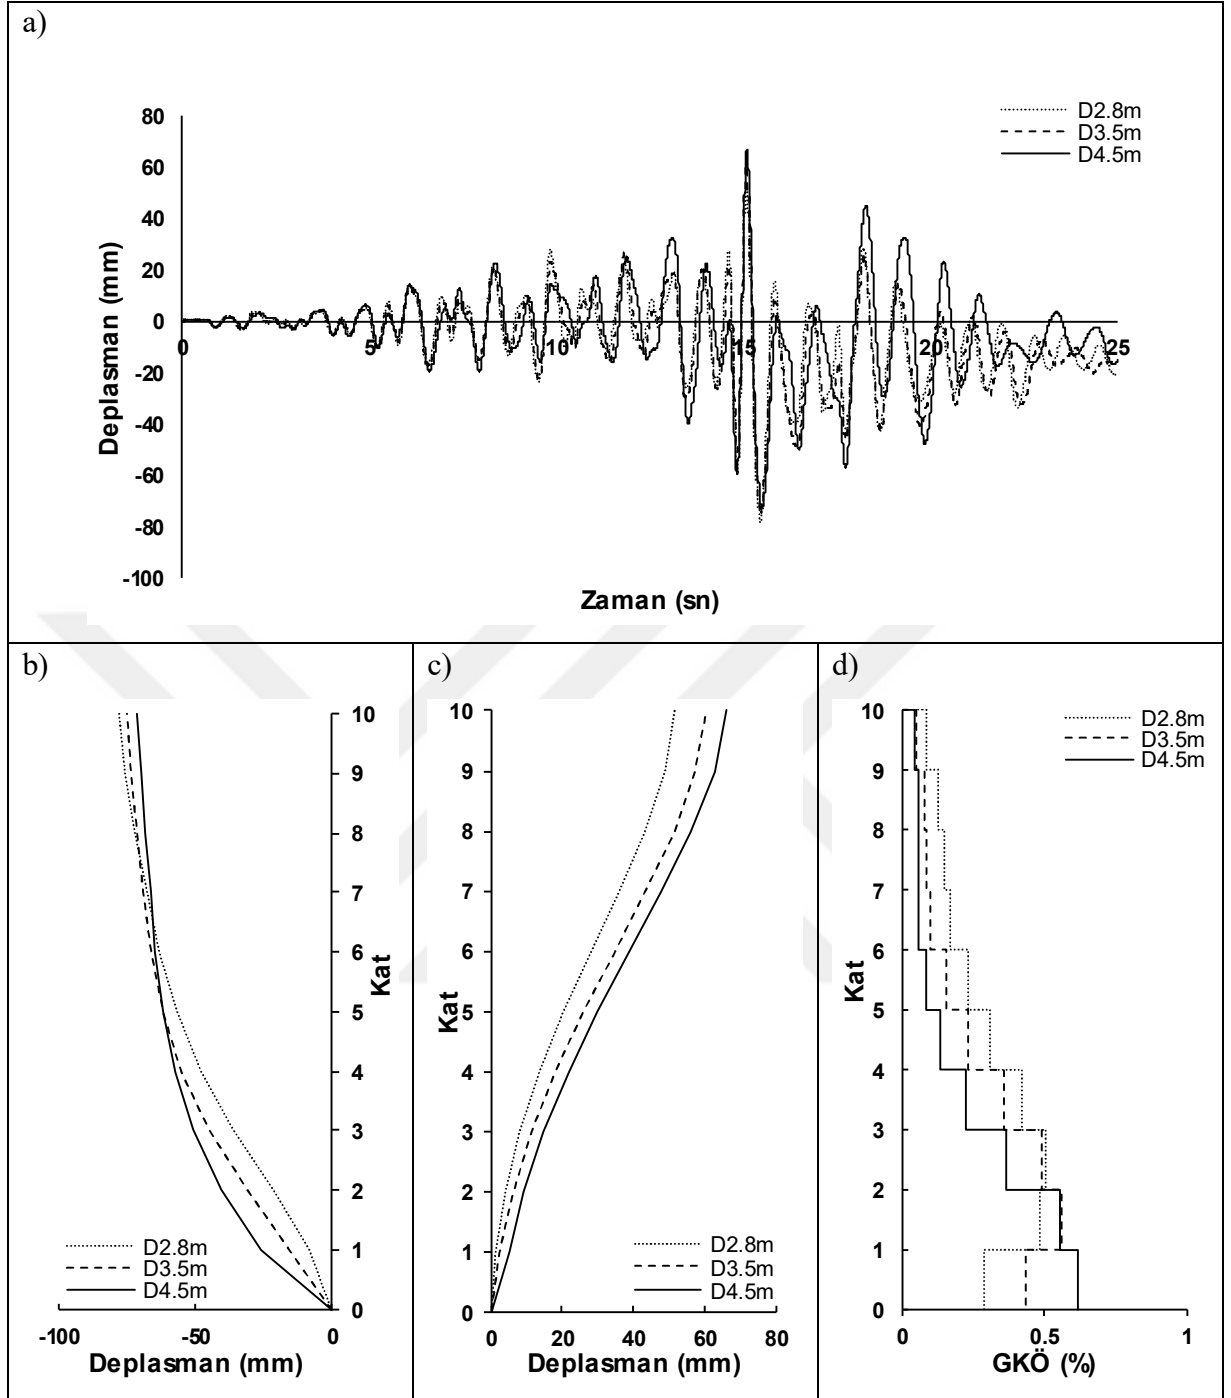 a)
D2.8m
D3.5m
D4.5m
80
60
40
20
0
-20
-40
-60
-80
-100
Deplasman (mm)
0
5
10
15
20
25
Zaman (sn)
b)
10
9
8
7
6
5
4
3
2
1
0
Kat
D2.8m
D3.5m
D4.5m
-100
-50
0
Deplasman (mm)
c)
10
9
8
7
6
5
4
3
2
1
0
Kat
D2.8m
D3.5m
D4.5m
0
20
40
60
80
Deplasman (mm)
d)
10
9
8
7
6
5
4
3
2
1
0
Kat
D2.8m
D3.5m
D4.5m
0
0.5
1
GKÖ (%)